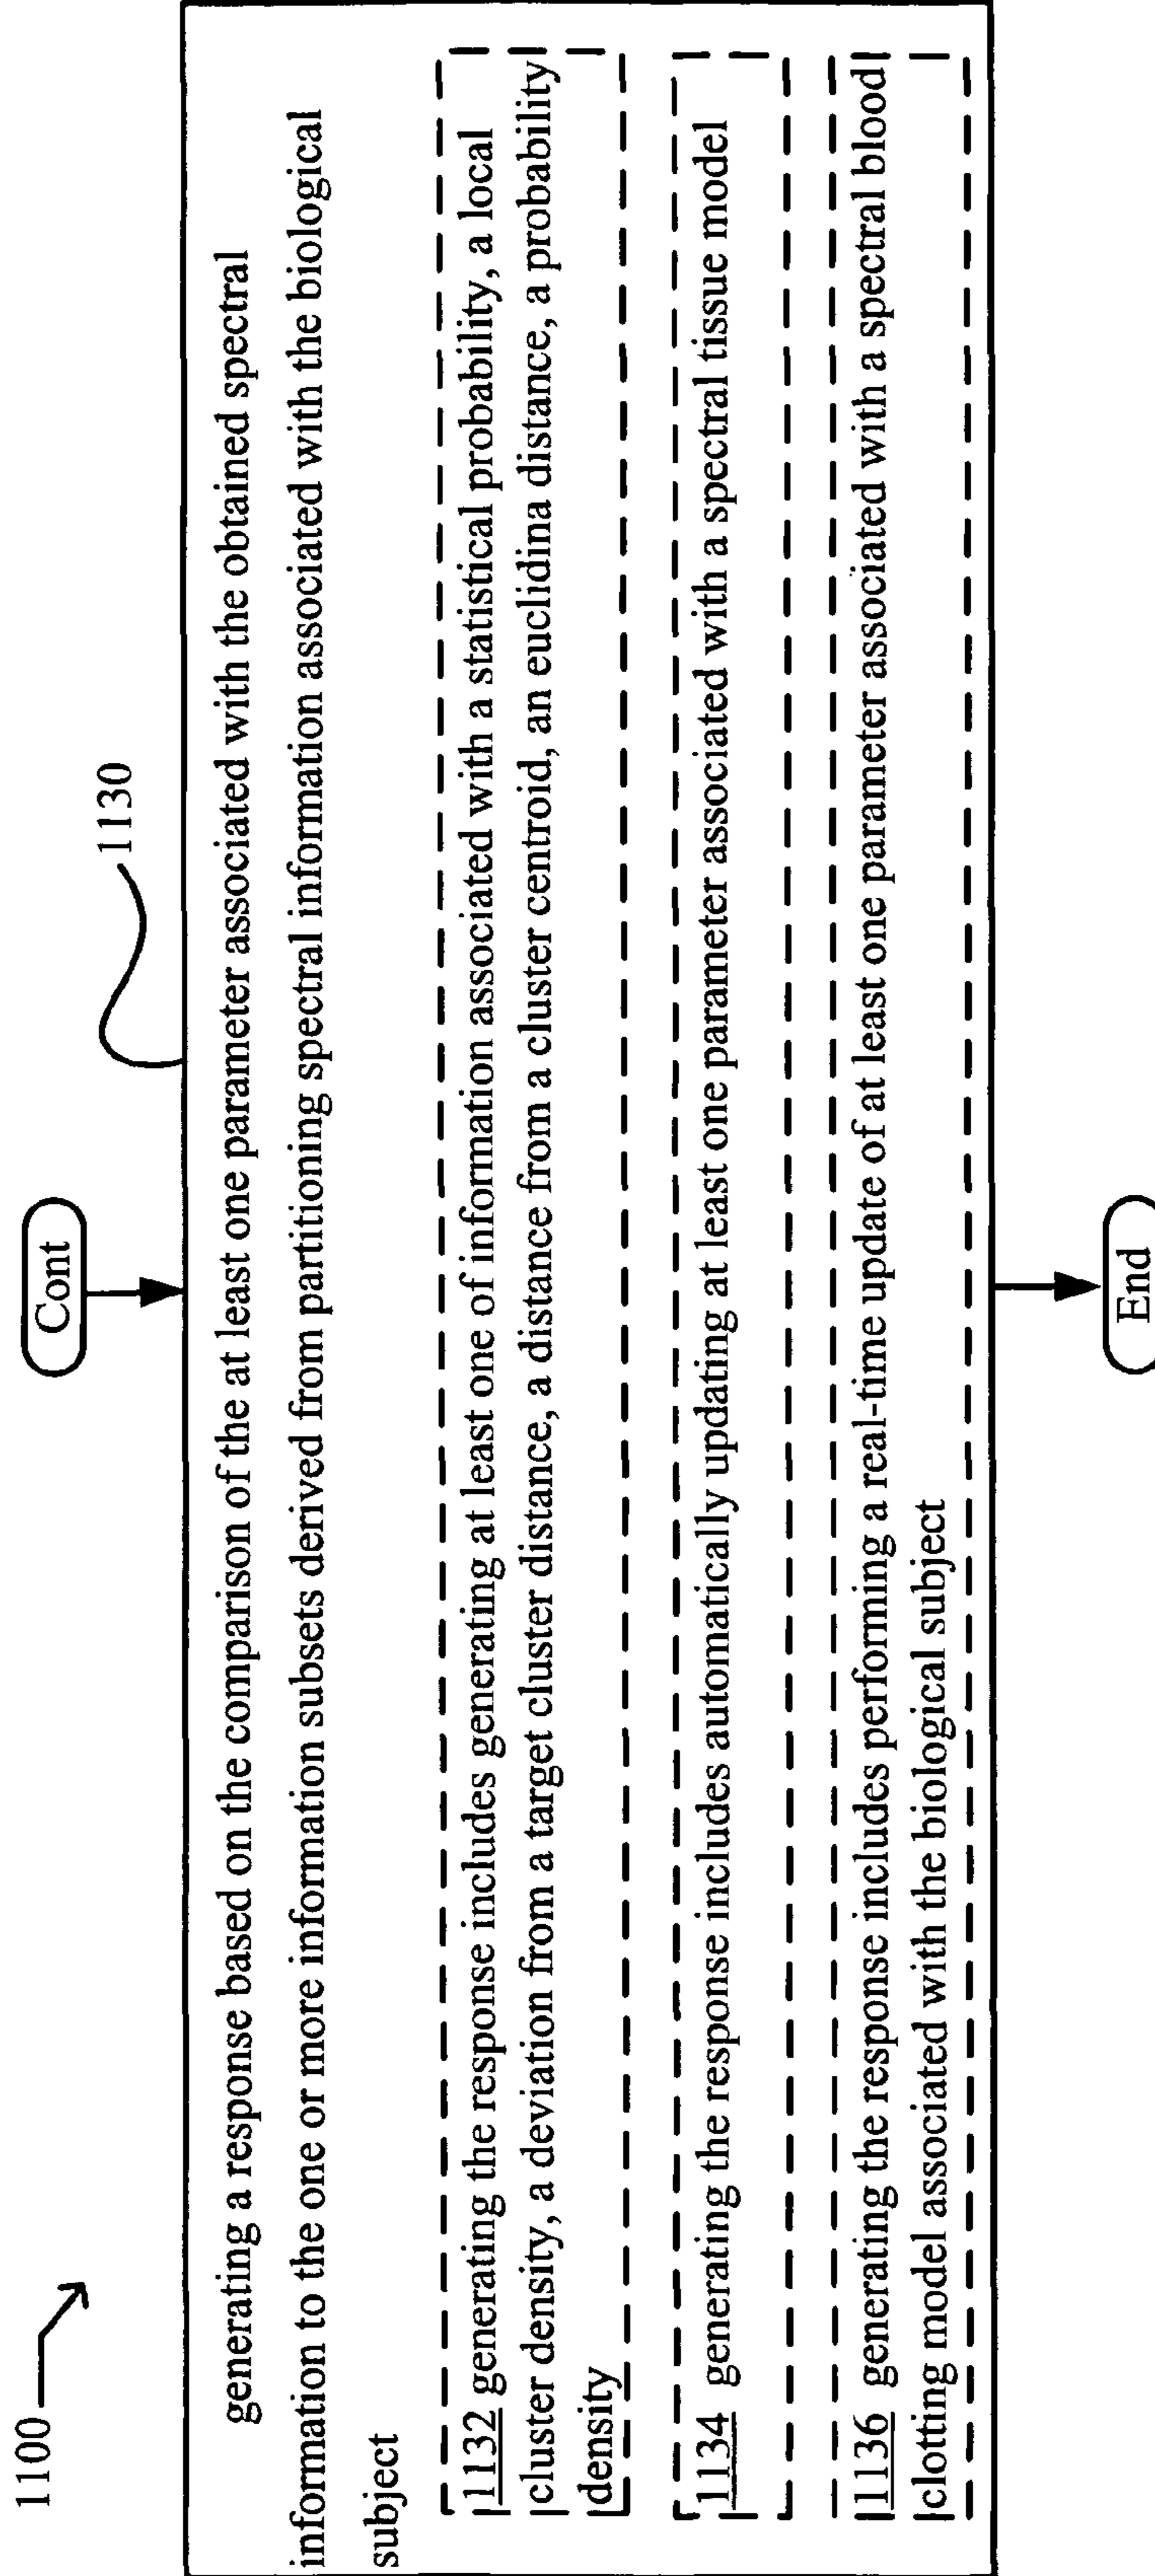 1100
Cont
1130
generating a response based on the comparison of the at least one parameter associated with the obtained spectral
information to the one or more information subsets derived from partitioning spectral information associated with the biological
subject
1132 generating the response includes generating at least one of information associated with a statistical probability, a local
cluster density, a deviation from a target cluster distance, a distance from a cluster centroid, an euclidina distance, a probability
density
1134 generating the response includes automatically updating at least one parameter associated with a spectral tissue model
1136 generating the response includes performing a real-time update of at least one parameter associated with a spectral blood
clotting model associated with the biological subject
End